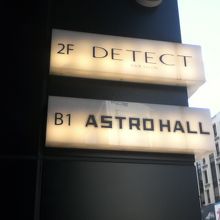 2F DETECT
B1 ASTRO HALL